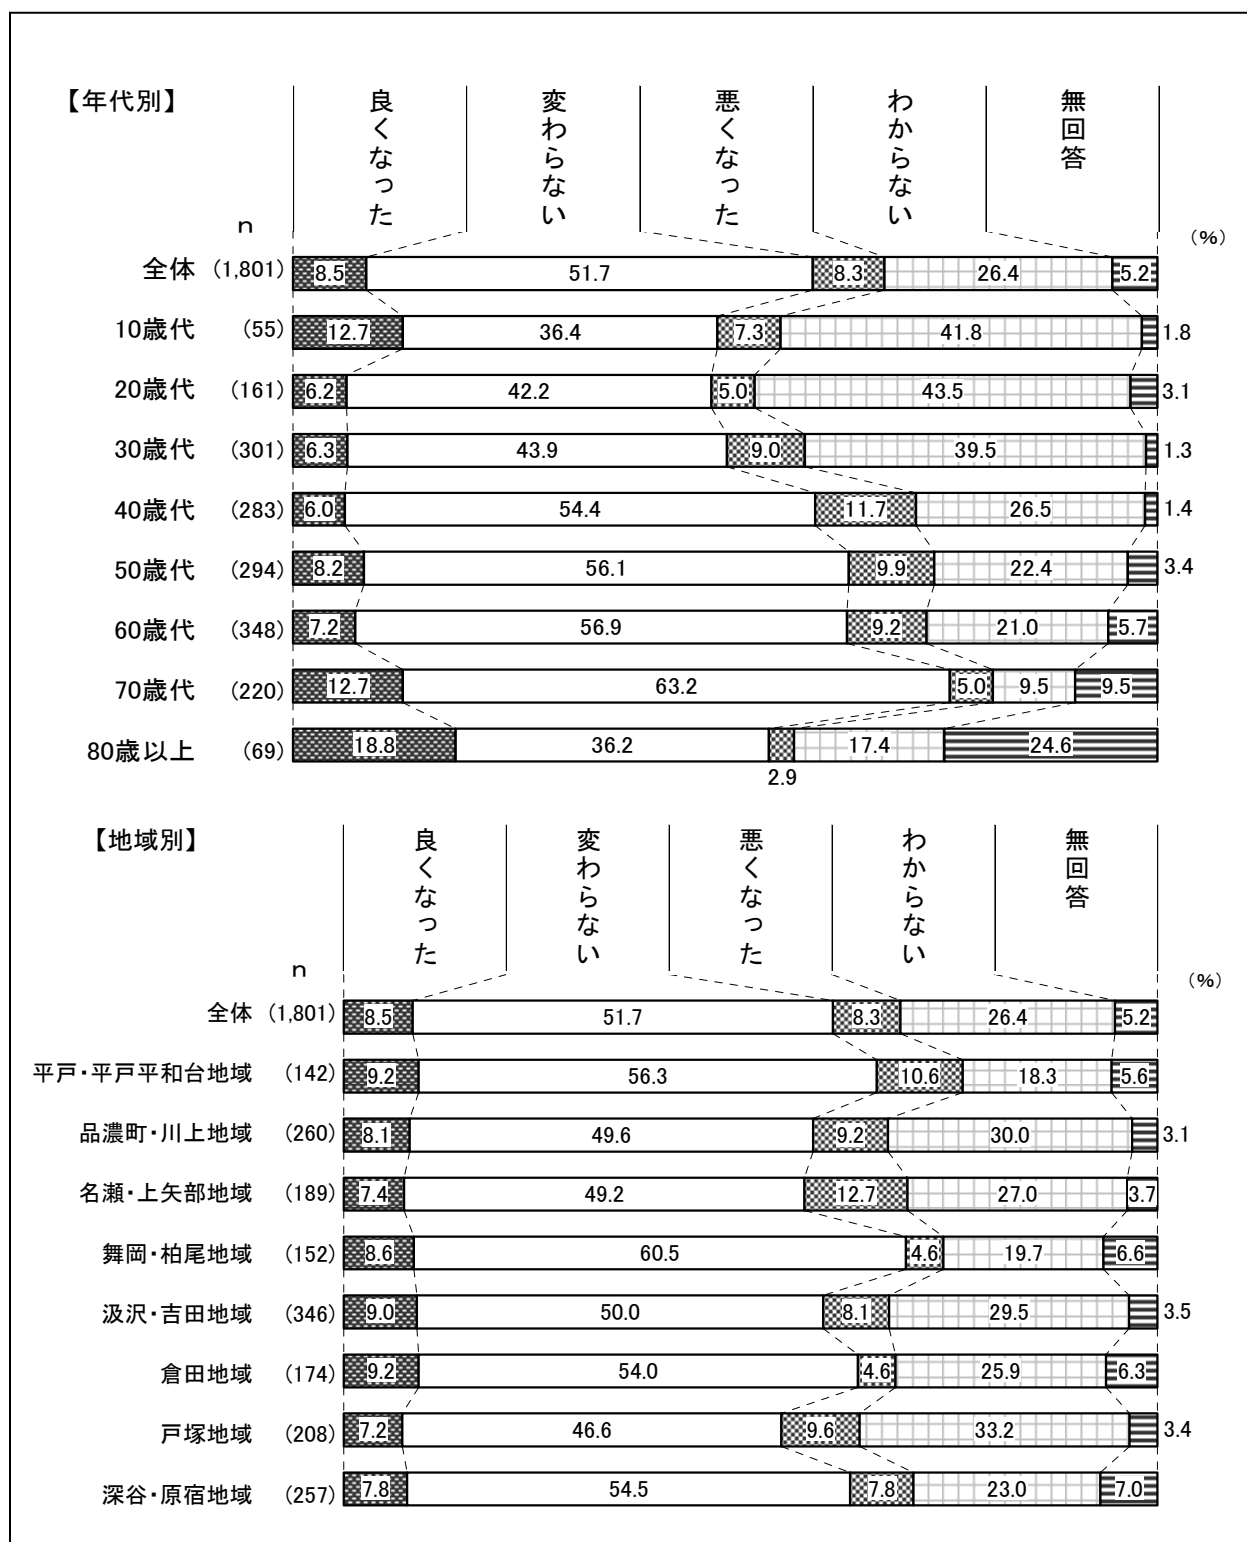 【年代別】
良くなった 変わらない 悪くなった わからない 無回答
n
(%)
全体 (1,801) 8.5 51.7 8.3 26.4 5.2
10歳代 (55) 12.7 36.4 7.3 41.8 1.8
20歳代 (161) 6.2 42.2 5.0 43.5 3.1
30歳代 (301) 6.3 43.9 9.0 39.5 1.3
40歳代 (283) 6.0 54.4 11.7 26.5 1.4
50歳代 (294) 8.2 56.1 9.9 22.4 3.4
60歳代 (348) 7.2 56.9 9.2 21.0 5.7
70歳代 (220) 12.7 63.2 5.0 9.5 9.5
80歳以上 (69) 18.8 36.2 2.9 17.4 24.6
【地域別】
良くなった 変わらない 悪くなった わからない 無回答
n
(%)
全体 (1,801) 8.5 51.7 8.3 26.4 5.2
平戸・平戸平和台地域 (142) 9.2 56.3 10.6 18.3 5.6
品濃町・川上地域 (260) 8.1 49.6 9.2 30.0 3.1
名瀬・上矢部地域 (189) 7.4 49.2 12.7 27.0 3.7
舞岡・柏尾地域 (152) 8.6 60.5 4.6 19.7 6.6
汲沢・吉田地域 (346) 9.0 50.0 8.1 29.5 3.5
倉田地域 (174) 9.2 54.0 4.6 25.9 6.3
戸塚地域 (208) 7.2 46.6 9.6 33.2 3.4
深谷・原宿地域 (257) 7.8 54.5 7.8 23.0 7.0